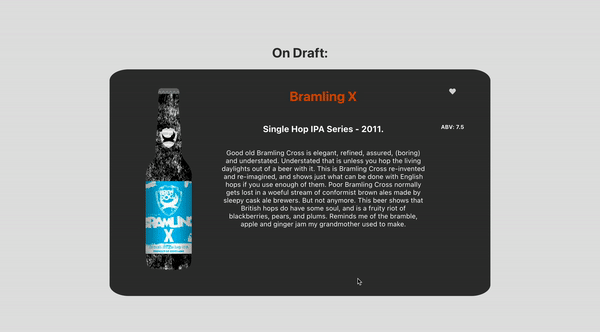 On Draft:
Bramling X
Single Hop IPA Series - 2011.
ABV: 7.5
Good old Bramling Cross is elegant, refined, assured, (boring)
and understated. Understated that is unless you hop the living
daylights out of a beer with it. This is Bramling Cross re-invented
and re-imagined, and shows just what can be done with English
hops if you use enough of them. Poor Bramling Cross normally
gets lost in a woeful stream of conformist brown ales made by
sleepy cask ale brewers. But not anymore. This beer shows that
British hops do have some soul, and is a fruity riot of
blackberries, pears, and plums. Reminds me of the bramble,
apple and ginger jam my grandmother used to make.
BRAMLING
X